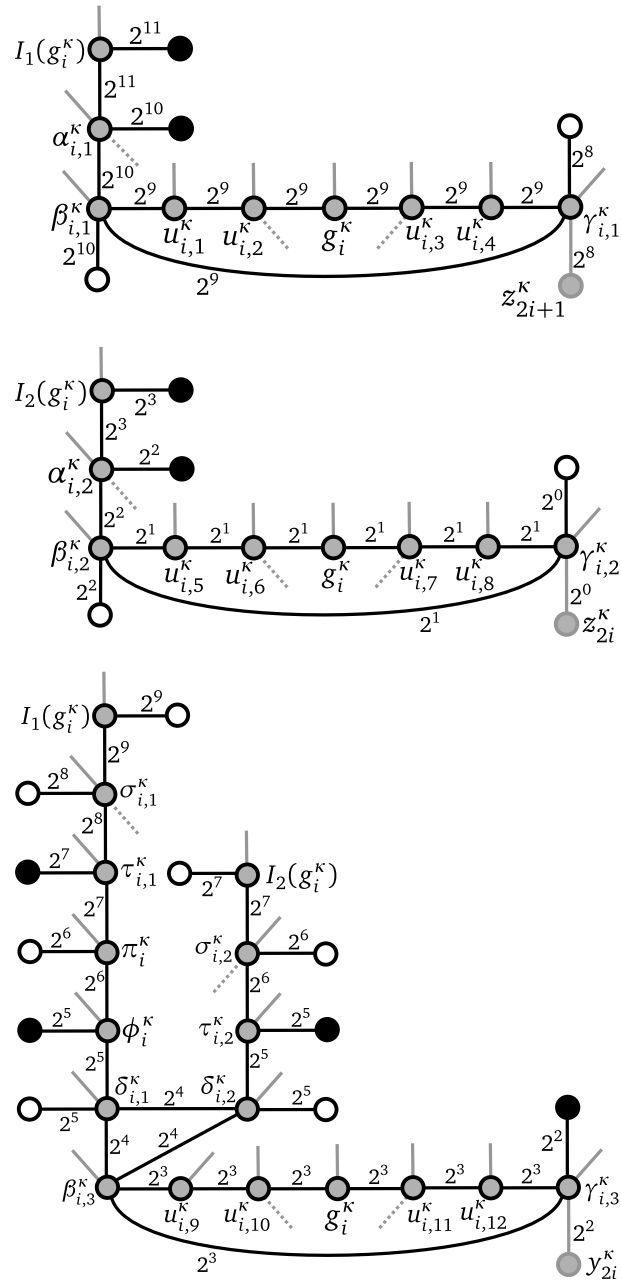 2^{11}
I_1(g_i^κ)
2^{11}
2^{10}
α_{i,1}^κ
2^{10}
2^8
2^9 2^9 2^9 2^9 2^9 2^9
β_{i,1}^κ u_{i,1}^κ u_{i,2}^κ g_i^κ u_{i,3}^κ u_{i,4}^κ γ_{i,1}^κ
2^{10} 2^8
2^9
z_{2i+1}^κ
I_2(g_i^κ)
2^3
2^3
2^2
α_{i,2}^κ
2^2
2^0
2^1 2^1 2^1 2^1 2^1 2^1
β_{i,2}^κ u_{i,5}^κ u_{i,6}^κ g_i^κ u_{i,7}^κ u_{i,8}^κ γ_{i,2}^κ
2^2 2^0
2^1
z_{2i}^κ
2^9
I_1(g_i^κ)
2^9
2^8 σ_{i,1}^κ
2^8
2^7 τ_{i,1}^κ 2^7 I_2(g_i^κ)
2^7 2^7
2^6 π_i^κ σ_{i,2}^κ 2^6
2^6 2^6
2^5 ϕ_i^κ τ_{i,2}^κ 2^5
2^5 2^5
δ_{i,1}^κ 2^4 δ_{i,2}^κ 2^5
2^5
2^4 2^4 2^2
2^3 2^3 2^3 2^3 2^3 2^3
β_{i,3}^κ u_{i,9}^κ u_{i,10}^κ g_i^κ u_{i,11}^κ u_{i,12}^κ γ_{i,3}^κ
2^2
2^3
y_{2i}^κ